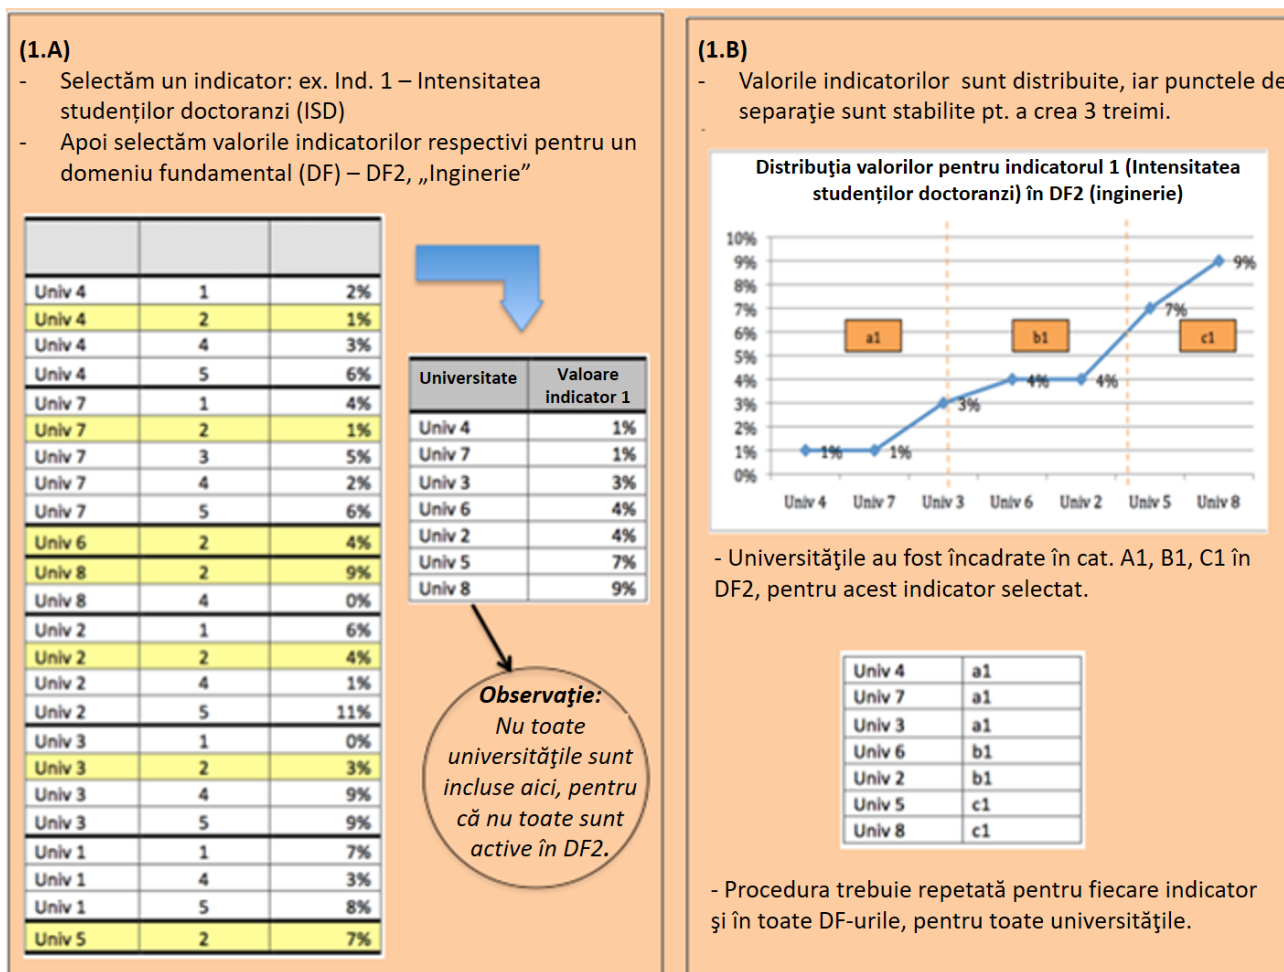 (1.A)
- Selectăm un indicator: ex. Ind. 1 – Intensitatea
studenților doctoranzi (ISD)
- Apoi selectăm valorile indicatorilor respectivi pentru un
domeniu fundamental (DF) – DF2, „Inginerie”
Univ 4 1 2%
Univ 4 2 1%
Univ 4 4 3%
Univ 4 5 6%
Univ 7 1 4%
Univ 7 2 1%
Univ 7 3 5%
Univ 7 4 2%
Univ 7 5 6%
Univ 6 2 4%
Univ 8 2 9%
Univ 8 4 0%
Univ 2 1 6%
Univ 2 2 4%
Univ 2 4 1%
Univ 2 5 11%
Univ 3 1 0%
Univ 3 2 3%
Univ 3 4 9%
Univ 3 5 9%
Univ 1 1 7%
Univ 1 4 3%
Univ 1 5 8%
Univ 5 2 7%
Universitate Valoare
indicator 1
Univ 4 1%
Univ 7 1%
Univ 3 3%
Univ 6 4%
Univ 2 4%
Univ 5 7%
Univ 8 9%
Observaţie:
Nu toate
universităţile sunt
incluse aici, pentru
că nu toate sunt
active în DF2.
(1.B)
- Valorile indicatorilor sunt distribuite, iar punctele de
separaţie sunt stabilite pt. a crea 3 treimi.
-
Distribuţia valorilor pentru indicatorul 1 (Intensitatea
studenților doctoranzi) în DF2 (inginerie)
10%
9%
8%
7%
6%
5%
4%
3%
2%
1%
0%
a1 b1 c1
1% 1% 3% 4% 4% 7% 9%
Univ 4 Univ 7 Univ 3 Univ 6 Univ 2 Univ 5 Univ 8
- Universităţile au fost încadrate în cat. A1, B1, C1 în
DF2, pentru acest indicator selectat.
Univ 4 a1
Univ 7 a1
Univ 3 a1
Univ 6 b1
Univ 2 b1
Univ 5 c1
Univ 8 c1
- Procedura trebuie repetată pentru fiecare indicator
şi în toate DF-urile, pentru toate universităţile.